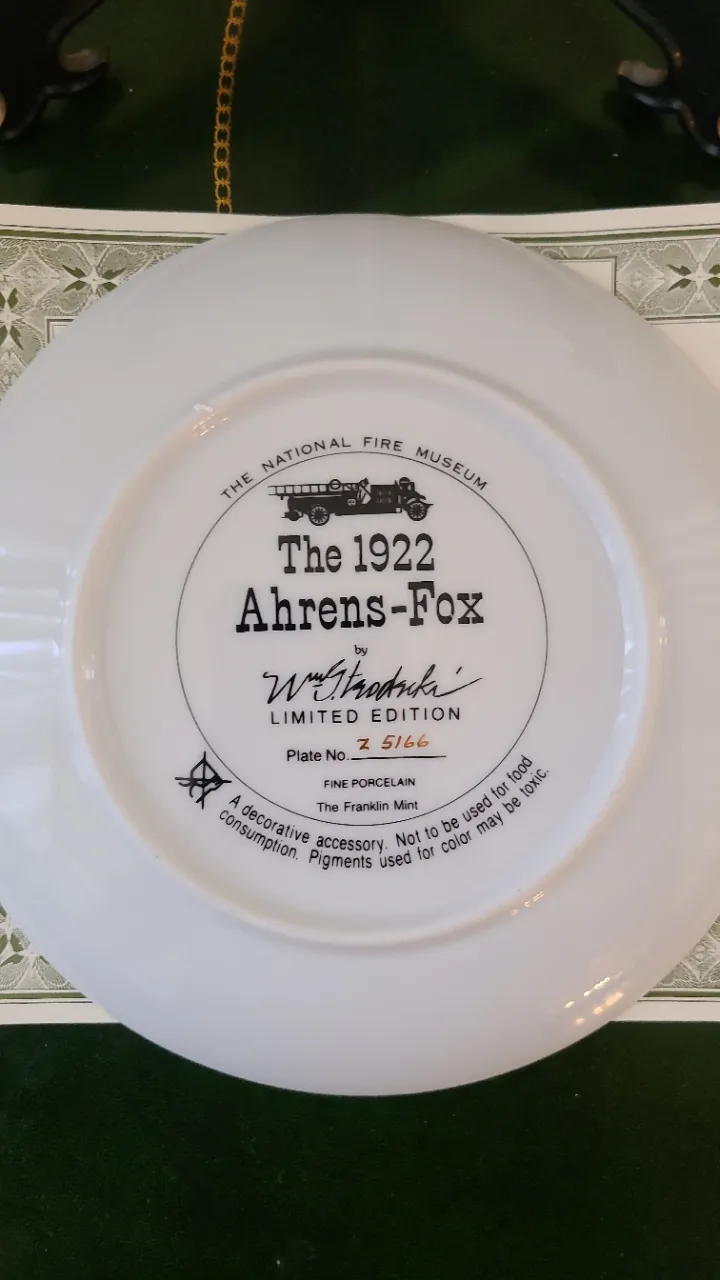 THE NATIONAL FIRE MUSEUM
The 1922
Ahrens-Fox
by
LIMITED EDITION
Plate No. Z 5166
FINE PORCELAIN
The Franklin Mint
A decorative accessory. Not to be used for food
consumption. Pigments used for color may be toxic.